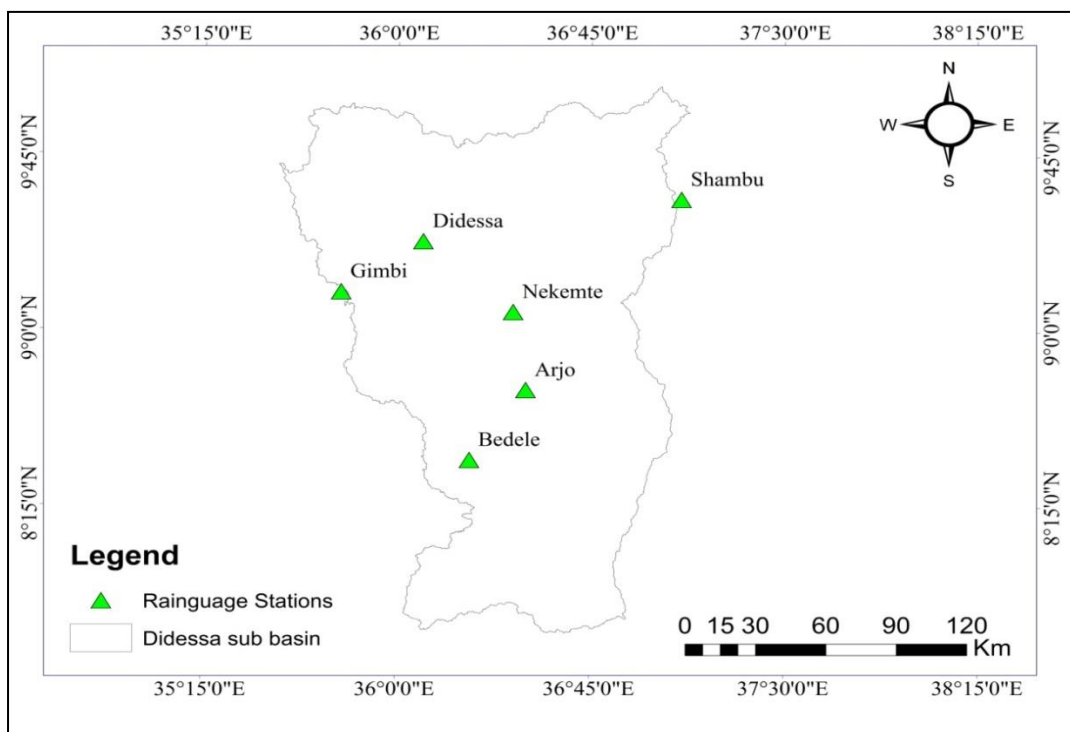 35°15'0"E 36°0'0"E 36°45'0"E 37°30'0"E 38°15'0"E
N
W E
S
9°45'0"N 9°45'0"N
Shambu
Didessa
Gimbi
Nekemte
9°0'0"N 9°0'0"N
Arjo
Bedele
8°15'0"N 8°15'0"N
Legend
Rainguage Stations
Didessa sub basin
0 15 30 60 90 120
Km
35°15'0"E 36°0'0"E 36°45'0"E 37°30'0"E 38°15'0"E